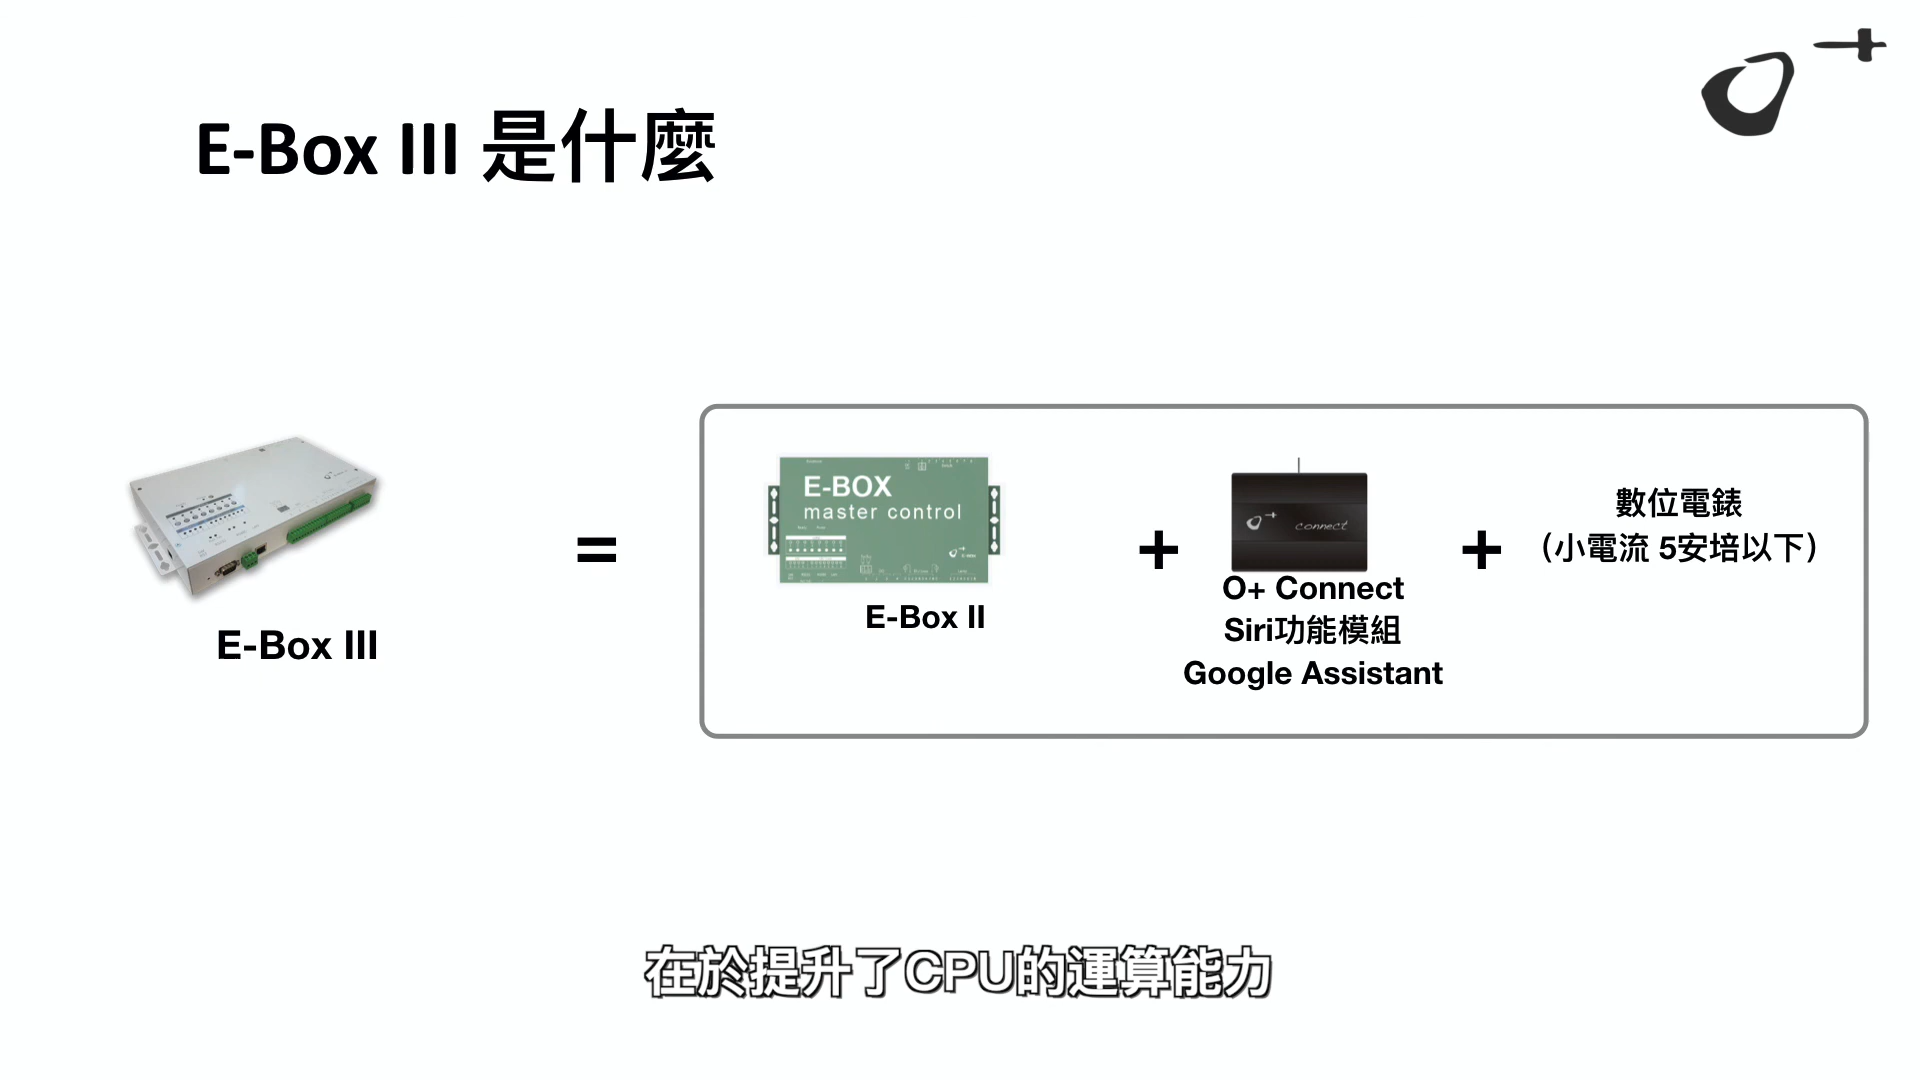 E-Box III 是什麼
E-Box III
=
E-BOX
master control
E-Box II
+
connect
O+ Connect
Siri功能模組
Google Assistant
+
數位電錶
（小電流 5安培以下）
在於提升了CPU的運算能力